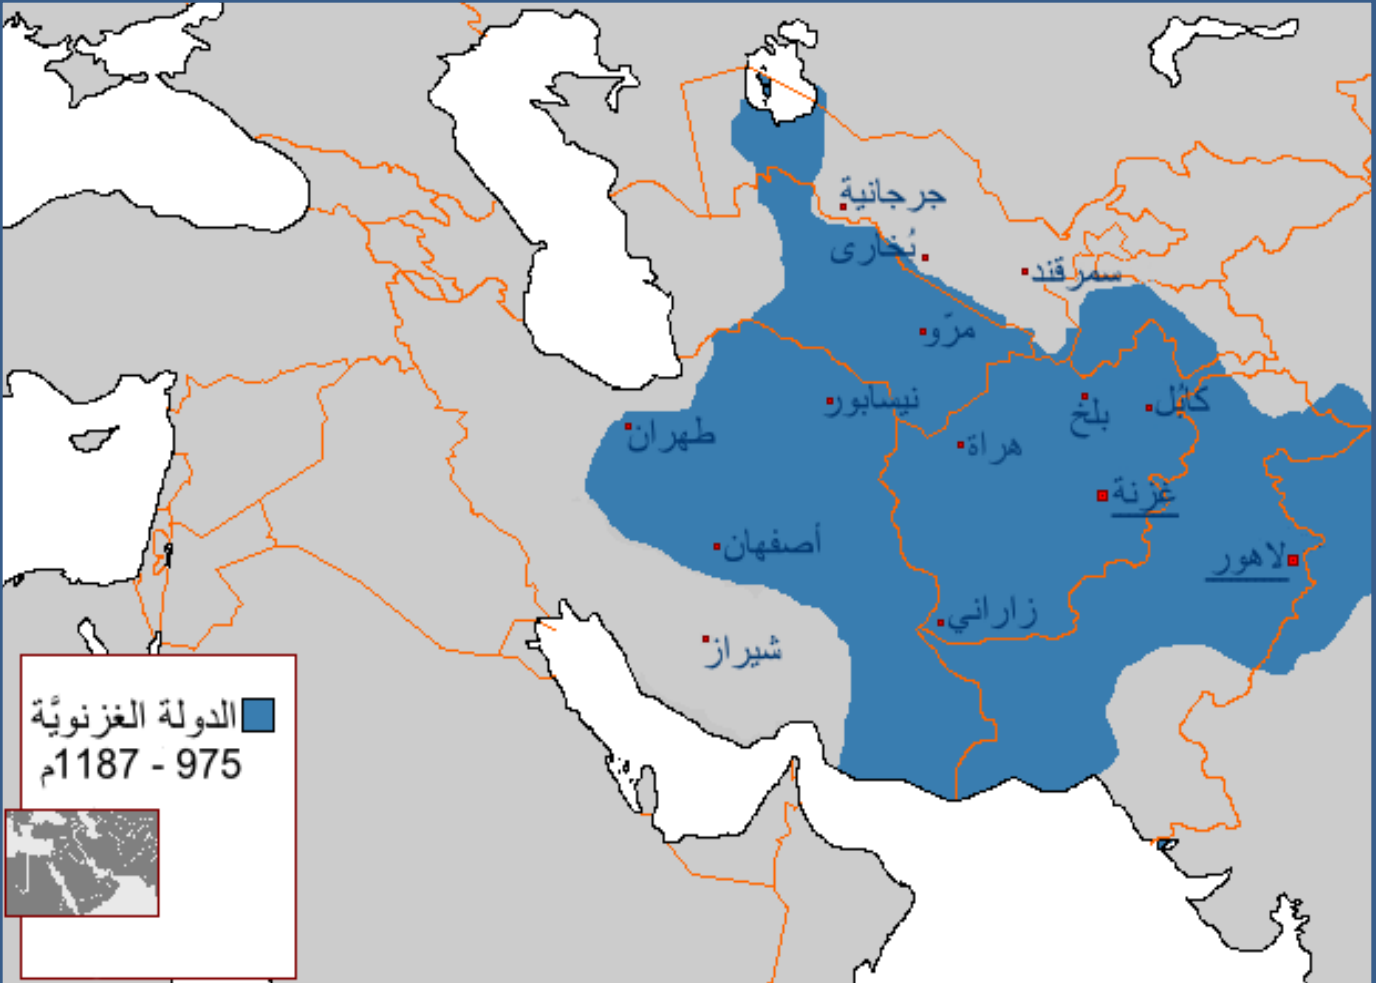 جرجانية
بُخارى
سمرقند
مرّو
نيسابور
كابُل
بلخ
طهران
هراة
غزنة
أصفهان
لاهور
زاراني
شيراز
الدولة الغزنويَّة
975 - 1187م